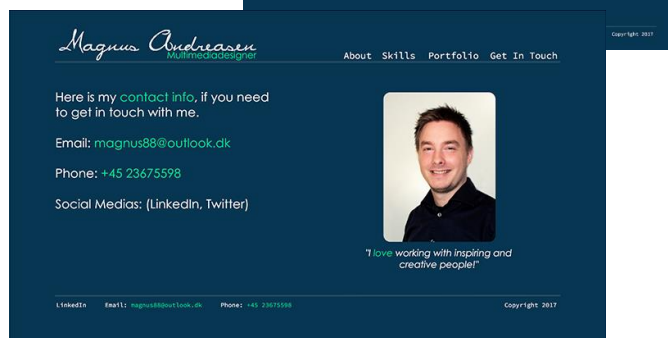 Copyright 2017
Magnus Andreasen
Multimediadesigner
About Skills Portfolio Get In Touch
Here is my contact info, if you need
to get in touch with me.
Email: magnus88@outlook.dk
Phone: +45 23675598
Social Medias: (LinkedIn, Twitter)
"I love working with inspiring and
creative people!"
LinkedIn Email: magnus88@outlook.dk Phone: +45 23675598 Copyright 2017